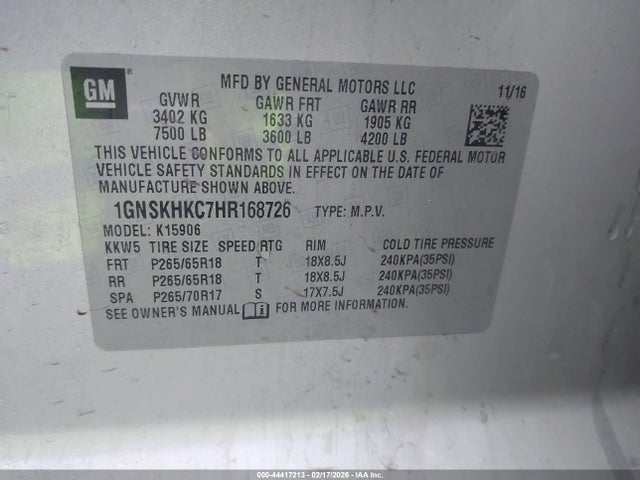 GM®
MFD BY GENERAL MOTORS LLC 11/16
GVWR GAWR FRT GAWR RR
3402 KG 1633 KG 1905 KG
7500 LB 3600 LB 4200 LB
THIS VEHICLE CONFORMS TO ALL APPLICABLE U.S. FEDERAL MOTOR
VEHICLE SAFETY STANDARDS IN EFFECT ON THE DATE OF
MANUFACTURE SHOWN ABOVE.
1GNSKHKC7HR168726 TYPE: M.P.V.
MODEL: K15906
KKW5 TIRE SIZE SPEED RTG RIM COLD TIRE PRESSURE
FRT P265/65R18 T 18X8.5J 240KPA(35PSI)
RR P265/65R18 T 18X8.5J 240KPA(35PSI)
SPA P265/70R17 S 17X7.5J 240KPA(35PSI)
SEE OWNER'S MANUAL FOR MORE INFORMATION.
000-44417213 - 02/17/2026 - IAA Inc.